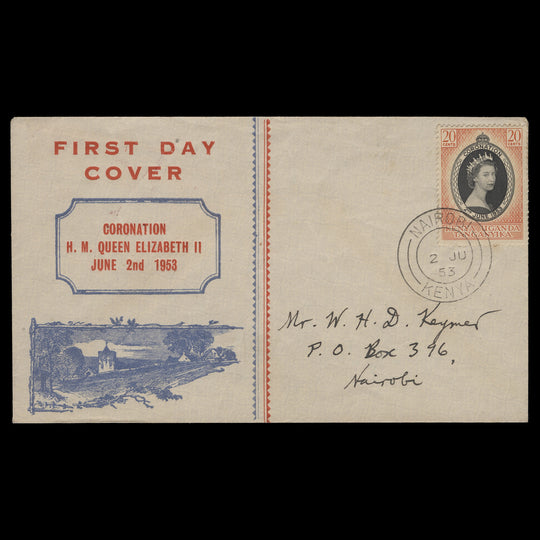 FIRST DAY
COVER
CORONATION
H. M. QUEEN ELIZABETH II
JUNE 2nd 1953
20 CENTS
20 CENTS
CORONATION
2ND JUNE 1953
KENYA UGANDA
TANGANYIKA
NAIROBI
2 JU
53
KENYA
Mr. W. H. D. Keymer
P. O. Box 396,
Nairobi